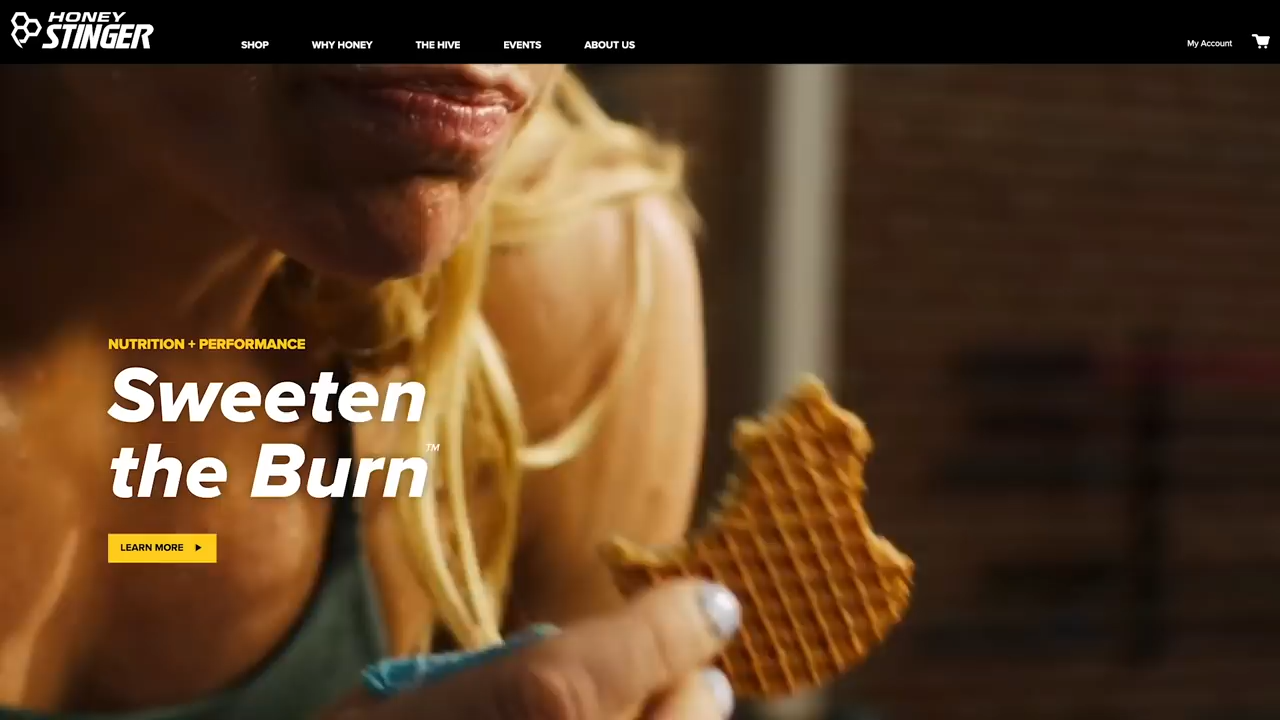 HONEY
STINGER
SHOP
WHY HONEY
THE HIVE
EVENTS
ABOUT US
My Account
NUTRITION + PERFORMANCE
Sweeten
the Burn™
LEARN MORE